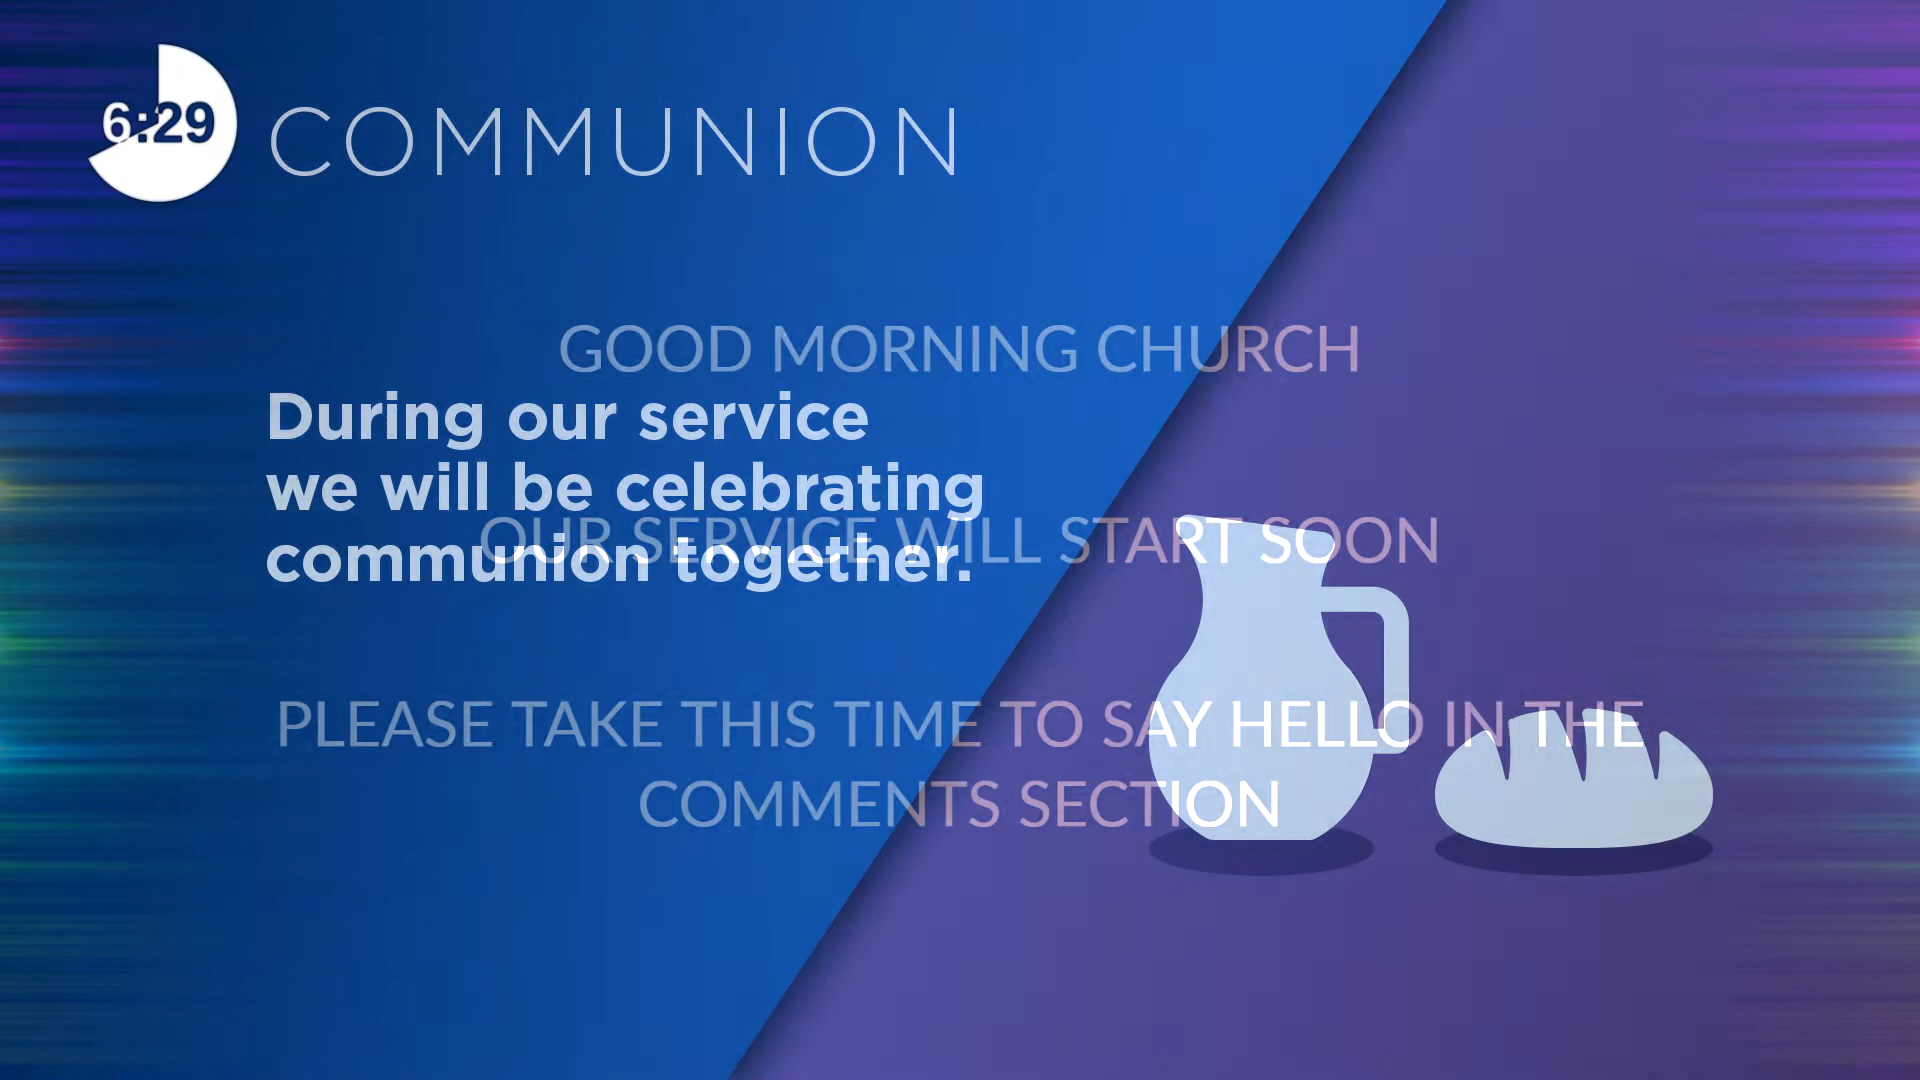 6:29
COMMUNION
GOOD MORNING CHURCH
During our service
we will be celebrating
communion together.
OUR SERVICE WILL START SOON
PLEASE TAKE THIS TIME TO SAY HELLO IN THE
COMMENTS SECTION